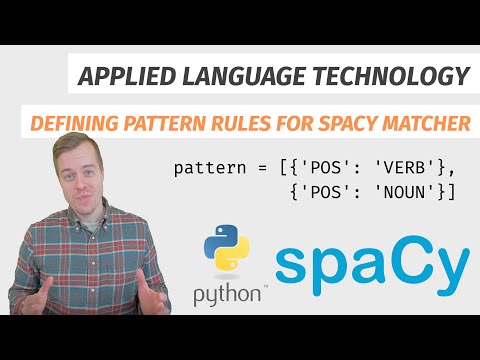 APPLIED LANGUAGE TECHNOLOGY
DEFINING PATTERN RULES FOR SPACY MATCHER
pattern = [{'POS': 'VERB'},
{'POS': 'NOUN'}]
python™
spaCy